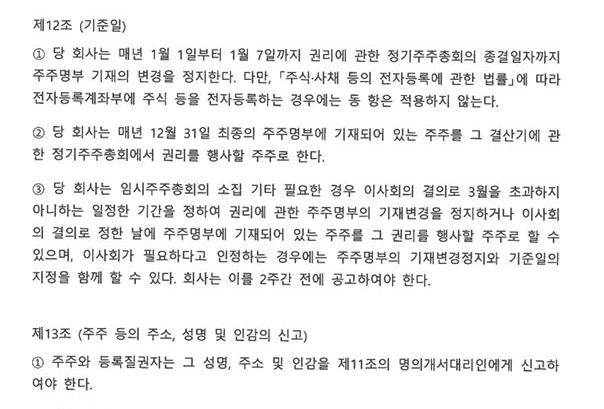 제12조 (기준일)
① 당 회사는 매년 1월 1일부터 1월 7일까지 권리에 관한 정기주주총회의 종결일자까지
주주명부 기재의 변경을 정지한다. 다만, 「주식·사채 등의 전자등록에 관한 법률」에 따라
전자등록계좌부에 주식 등을 전자등록하는 경우에는 동 항은 적용하지 않는다.
② 당 회사는 매년 12월 31일 최종의 주주명부에 기재되어 있는 주주를 그 결산기에 관
한 정기주주총회에서 권리를 행사할 주주로 한다.
③ 당 회사는 임시주주총회의 소집 기타 필요한 경우 이사회의 결의로 3월을 초과하지
아니하는 일정한 기간을 정하여 권리에 관한 주주명부의 기재변경을 정지하거나 이사회
의 결의로 정한 날에 주주명부에 기재되어 있는 주주를 그 권리를 행사할 주주로 할 수
있으며, 이사회가 필요하다고 인정하는 경우에는 주주명부의 기재변경정지와 기준일의
지정을 함께 할 수 있다. 회사는 이를 2주간 전에 공고하여야 한다.
제13조 (주주 등의 주소, 성명 및 인감의 신고)
① 주주와 등록질권자는 그 성명, 주소 및 인감을 제11조의 명의개서대리인에게 신고하
여야 한다.